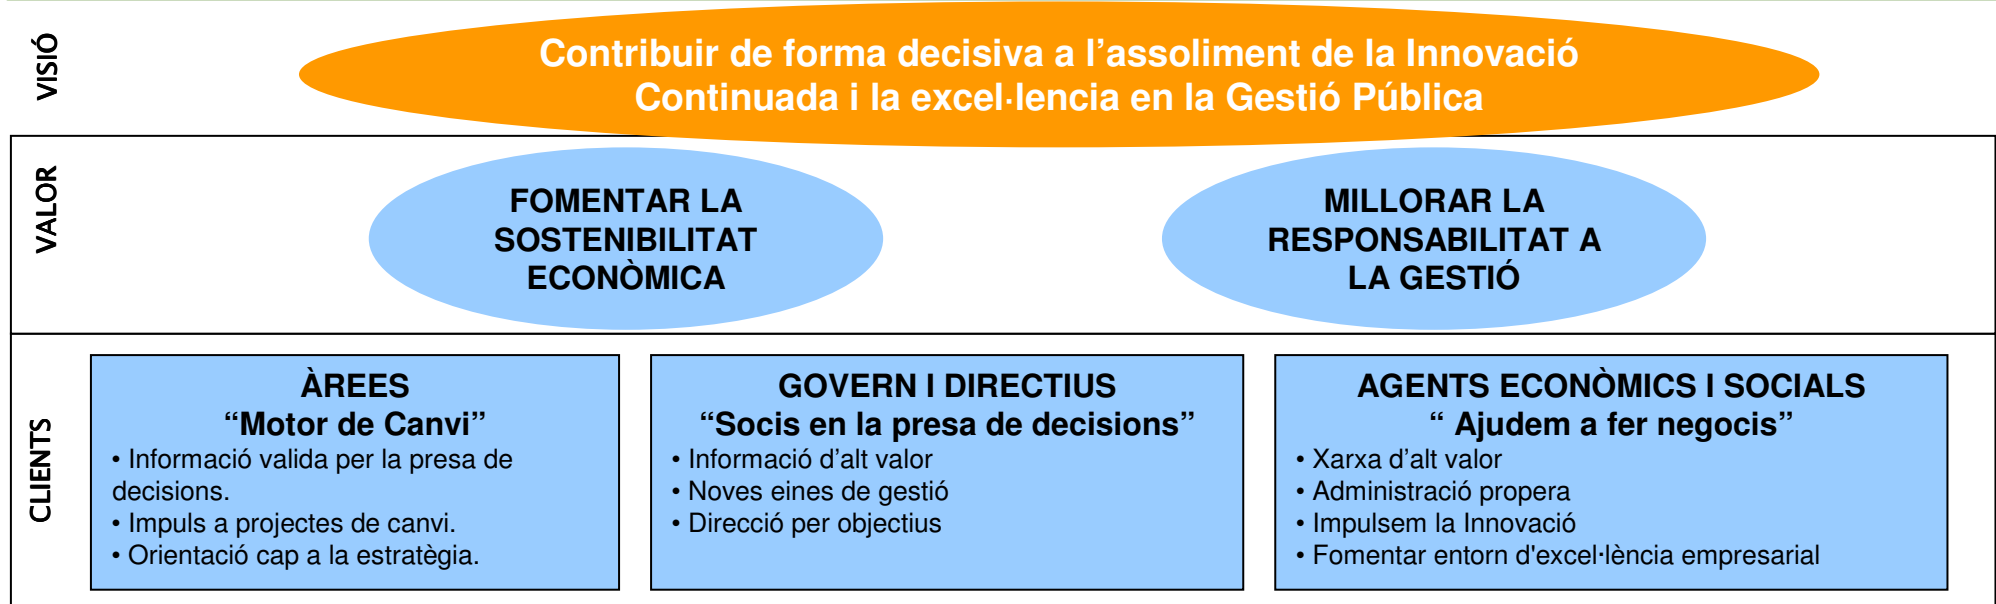 VISIÓ
Contribuir de forma decisiva a l’assoliment de la Innovació
Continuada i la excel·lencia en la Gestió Pública
VALOR
FOMENTAR LA
SOSTENIBILITAT
ECONÒMICA
MILLORAR LA
RESPONSABILITAT A
LA GESTIÓ
CLIENTS
ÀREES
“Motor de Canvi”
• Informació valida per la presa de
decisions.
• Impuls a projectes de canvi.
• Orientació cap a la estratègia.
GOVERN I DIRECTIUS
“Socis en la presa de decisions”
• Informació d’alt valor
• Noves eines de gestió
• Direcció per objectius
AGENTS ECONÒMICS I SOCIALS
“ Ajudem a fer negocis”
• Xarxa d’alt valor
• Administració propera
• Impulsem la Innovació
• Fomentar entorn d'excel·lència empresarial